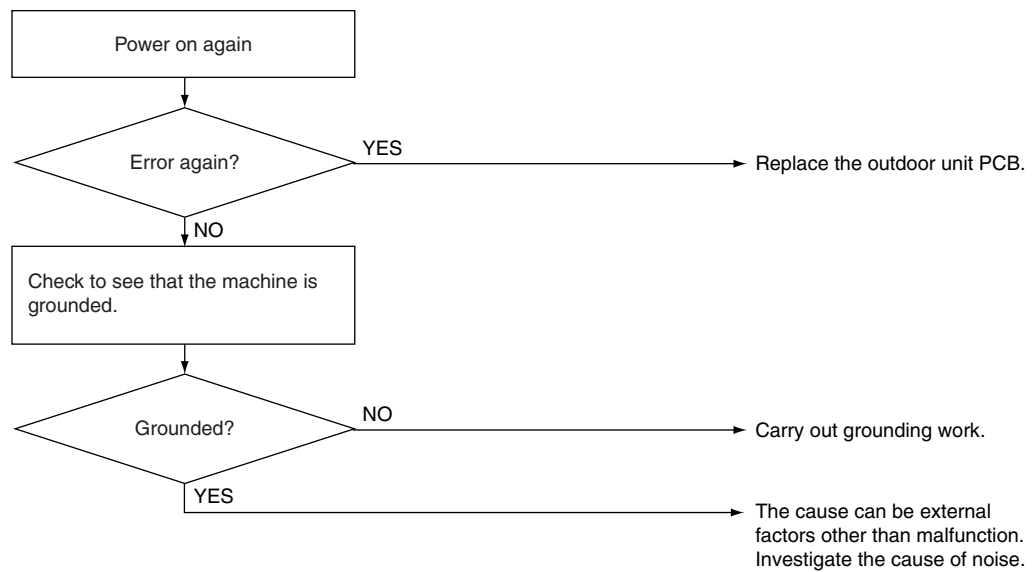 Power on again
Error again?
YES
Replace the outdoor unit PCB.
NO
Check to see that the machine is
grounded.
Grounded?
NO
Carry out grounding work.
YES
The cause can be external
factors other than malfunction.
Investigate the cause of noise.